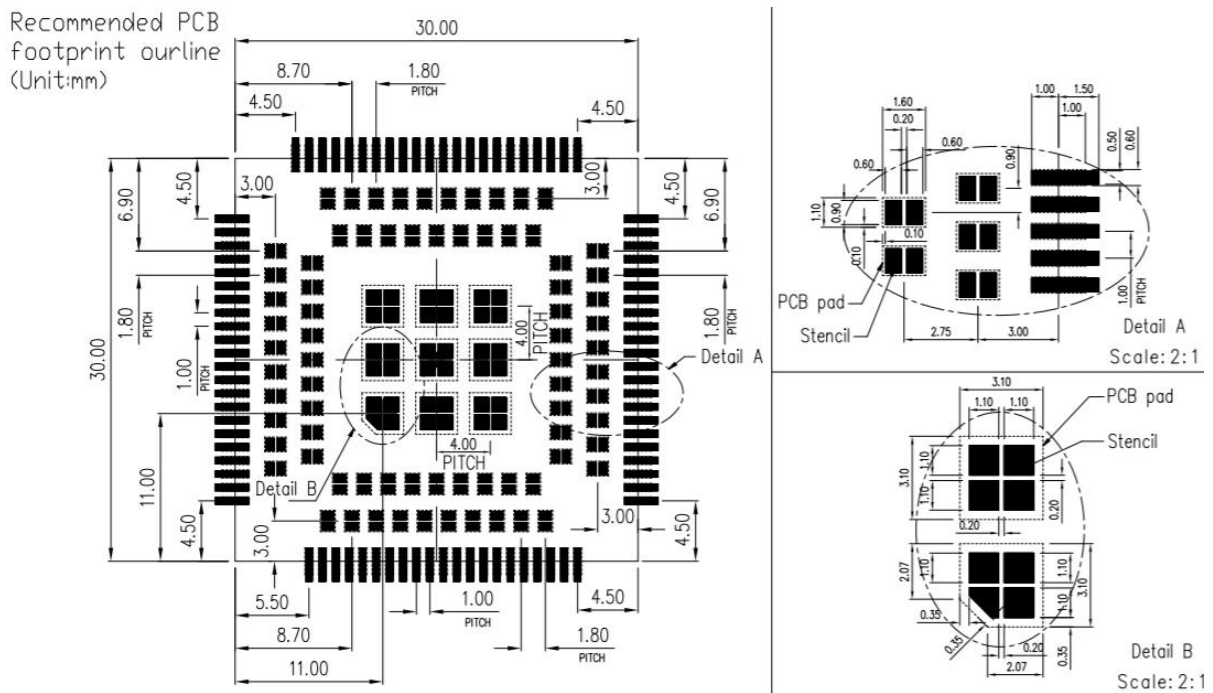 Recommended PCB
footprint ourline
(Unit:mm)
30.00
8.70
1.80
PITCH
4.50
4.50
30.00
6.90
4.50
3.00
3.00
4.50
6.90
1.80
PITCH
1.00
PITCH
4.00
PITCH
1.80
PITCH
Detail A
11.00
4.50
Detail B
4.00
PITCH
3.00
3.00
4.50
5.50
1.00
PITCH
4.50
8.70
1.80
PITCH
11.00
1.60
0.20
0.60
0.60
1.00
1.50
1.00
0.50
0.60
0.90
1.10
0.90
0.10
0.10
PCB pad
Stencil
1.00
PITCH
2.75
3.00
Detail A
Scale:2:1
3.10
1.10
1.10
PCB pad
Stencil
3.10
1.10
1.10
0.20
0.20
2.07
1.10
1.10
1.10
3.10
0.35
0.35
0.20
0.35
2.07
Detail B
Scale:2:1